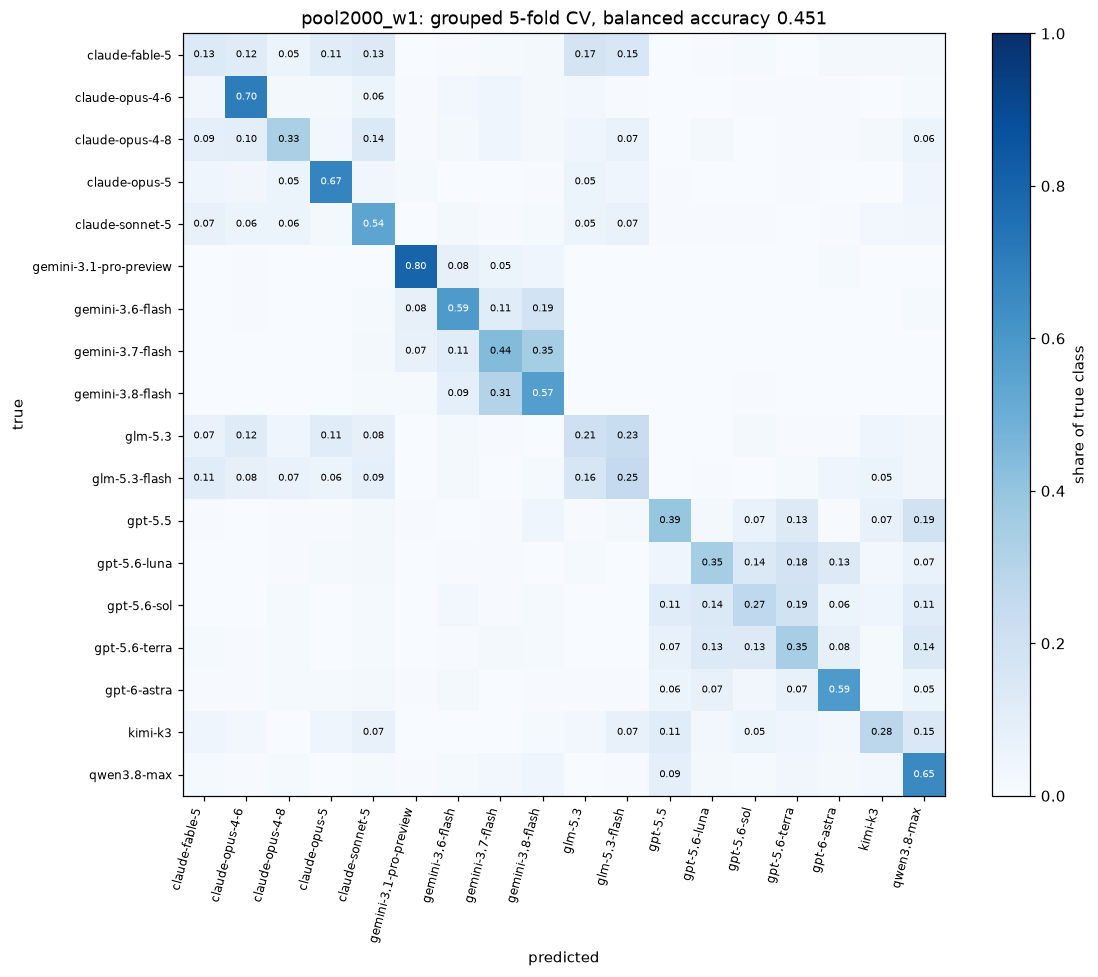 pool2000_w1: grouped 5-fold CV, balanced accuracy 0.451
claude-fable-5 0.13 0.12 0.05 0.11 0.13 0.17 0.15
claude-opus-4-6 0.70 0.06
claude-opus-4-8 0.09 0.10 0.33 0.14 0.07 0.06
claude-opus-5 0.05 0.67 0.05
claude-sonnet-5 0.07 0.06 0.06 0.54 0.05 0.07
gemini-3.1-pro-preview 0.80 0.08 0.05
gemini-3.6-flash 0.08 0.59 0.11 0.19
gemini-3.7-flash 0.07 0.11 0.44 0.35
gemini-3.8-flash 0.09 0.31 0.57
glm-5.3 0.07 0.12 0.11 0.08 0.21 0.23
glm-5.3-flash 0.11 0.08 0.07 0.06 0.09 0.16 0.25 0.05
gpt-5.5 0.39 0.07 0.13 0.07 0.19
gpt-5.6-luna 0.35 0.14 0.18 0.13 0.07
gpt-5.6-sol 0.11 0.14 0.27 0.19 0.06 0.11
gpt-5.6-terra 0.07 0.13 0.13 0.35 0.08 0.14
gpt-6-astra 0.06 0.07 0.07 0.59 0.05
kimi-k3 0.07 0.07 0.11 0.05 0.28 0.15
qwen3.8-max 0.09 0.65
true
claude-fable-5
claude-opus-4-6
claude-opus-4-8
claude-opus-5
claude-sonnet-5
gemini-3.1-pro-preview
gemini-3.6-flash
gemini-3.7-flash
gemini-3.8-flash
glm-5.3
glm-5.3-flash
gpt-5.5
gpt-5.6-luna
gpt-5.6-sol
gpt-5.6-terra
gpt-6-astra
kimi-k3
qwen3.8-max
predicted
1.0
0.8
0.6
0.4
0.2
0.0
share of true class